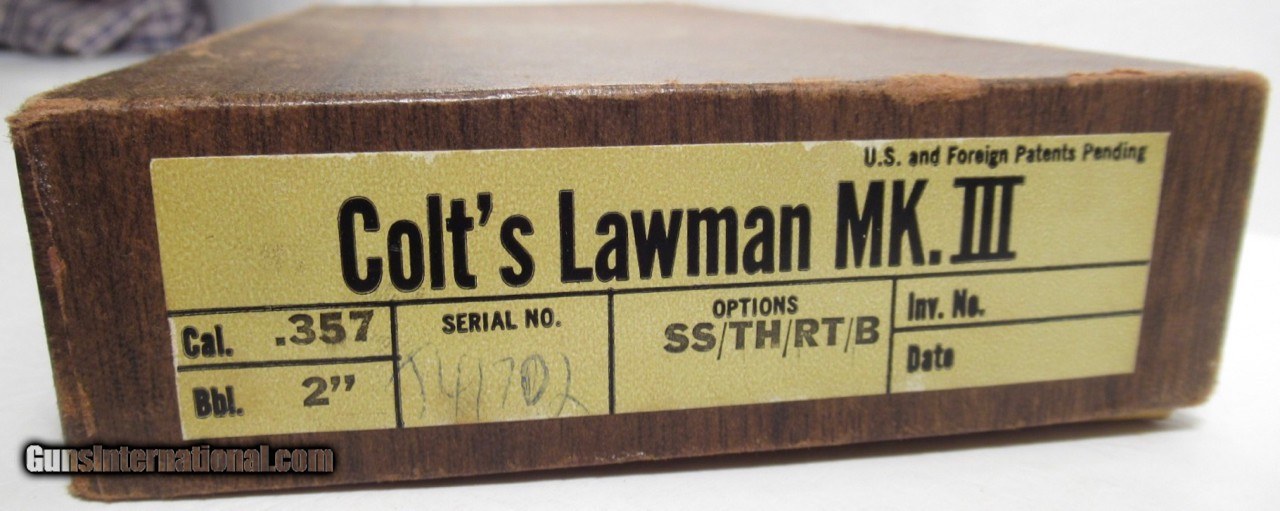 U.S. and Foreign Patents Pending
Colt's Lawman MK. III
Cal. .357
Bbl. 2"
SERIAL NO.
OPTIONS
SS/TH/RT/B
Inv. No.
Date
GunsInternational.com